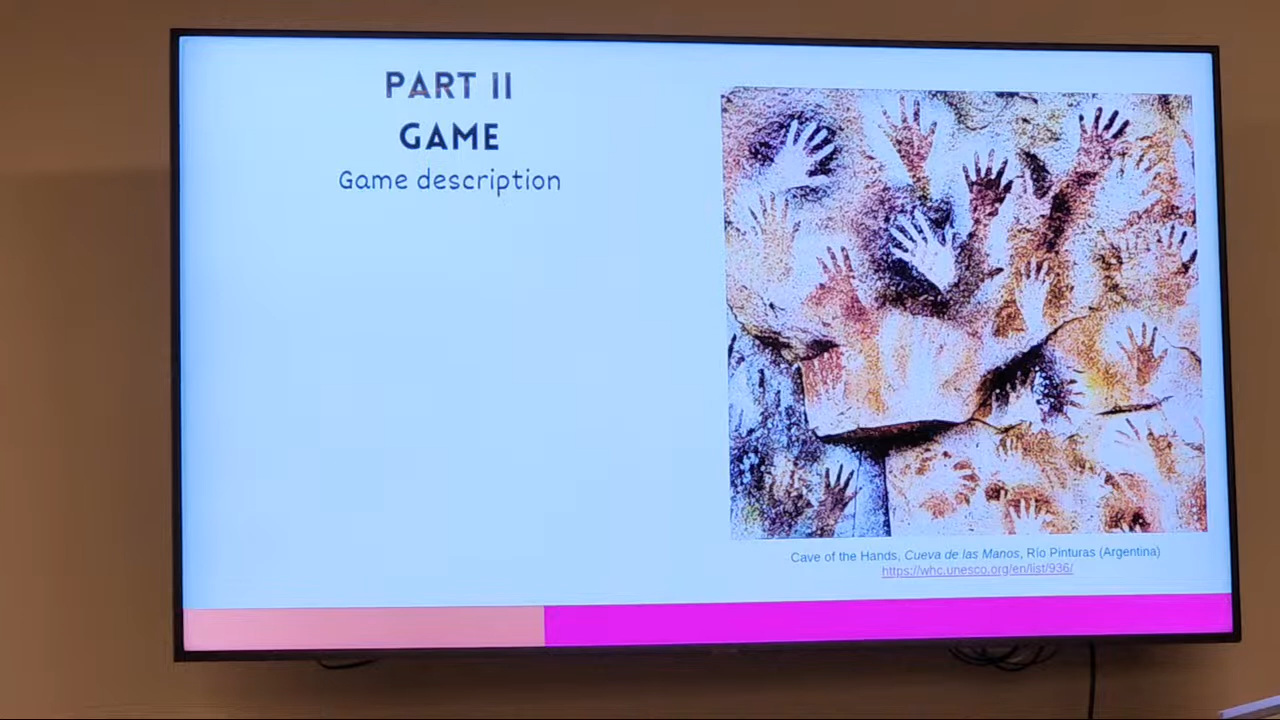 PART II
GAME
Game description
Cave of the Hands, Cueva de las Manos, Río Pinturas (Argentina)
https://whc.unesco.org/en/list/936/